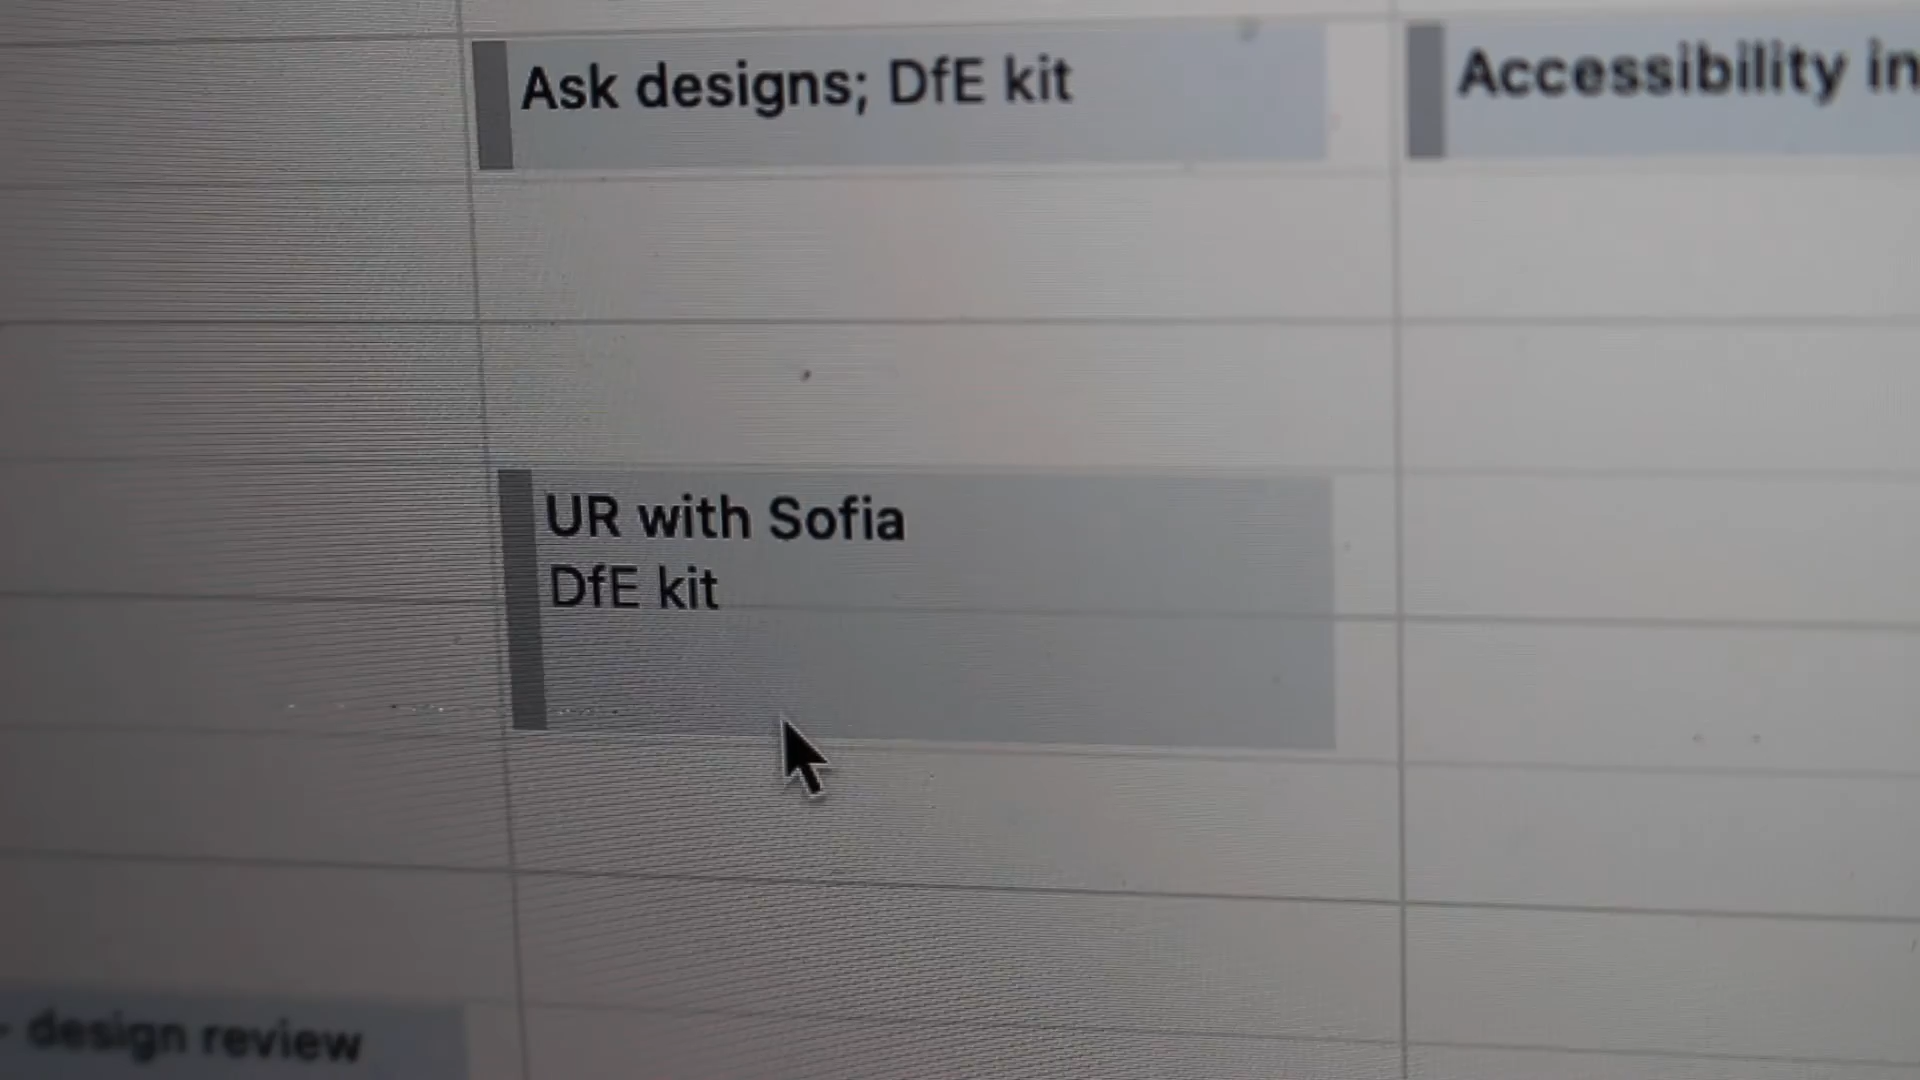 Ask designs; DfE kit
Accessibility in
UR with Sofia
DfE kit
- design review